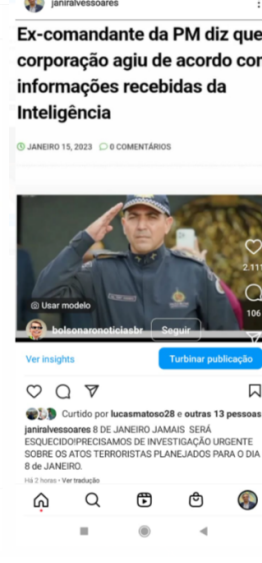 janiralvessoares
Ex-comandante da PM diz que
corporação agiu de acordo com
informações recebidas da
Inteligência
JANEIRO 15, 2023 0 COMENTÁRIOS
Usar modelo
2.111
106
bolsonaronoticiasbr Seguir
Ver insights Turbinar publicação
Curtido por lucasmatoso28 e outras 13 pessoas
janiralvessoares 8 DE JANEIRO JAMAIS SERÁ
ESQUECIDO!PRECISAMOS DE INVESTIGAÇÃO URGENTE
SOBRE OS ATOS TERRORISTAS PLANEJADOS PARA O DIA
8 de JANEIRO.
Há 2 horas • Ver tradução